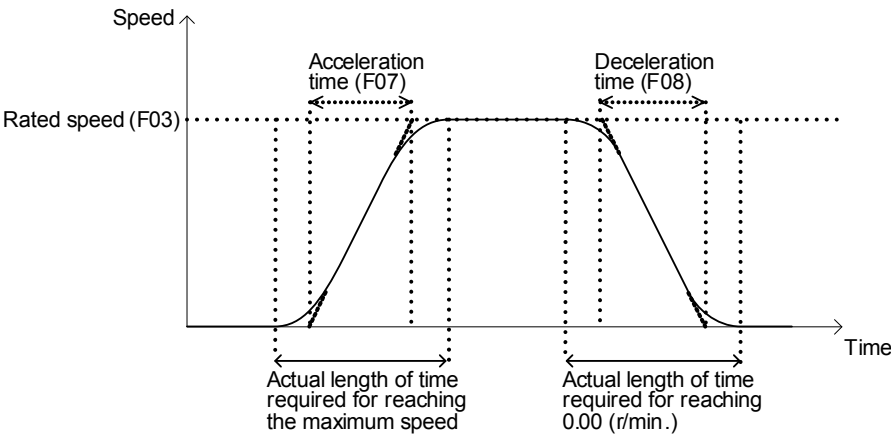 Speed
Acceleration
time (F07)
Deceleration
time (F08)
Rated speed (F03)
Time
Actual length of time
required for reaching
the maximum speed
Actual length of time
required for reaching
0.00 (r/min.)